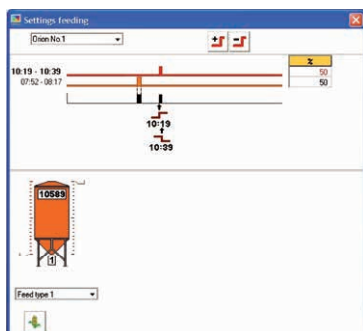 Settings feeding
Orion No.1
+ -
%
10:19 - 10:39 50
07:52 - 08:17 50
10:19
10:39
10589
1
Feed type 1